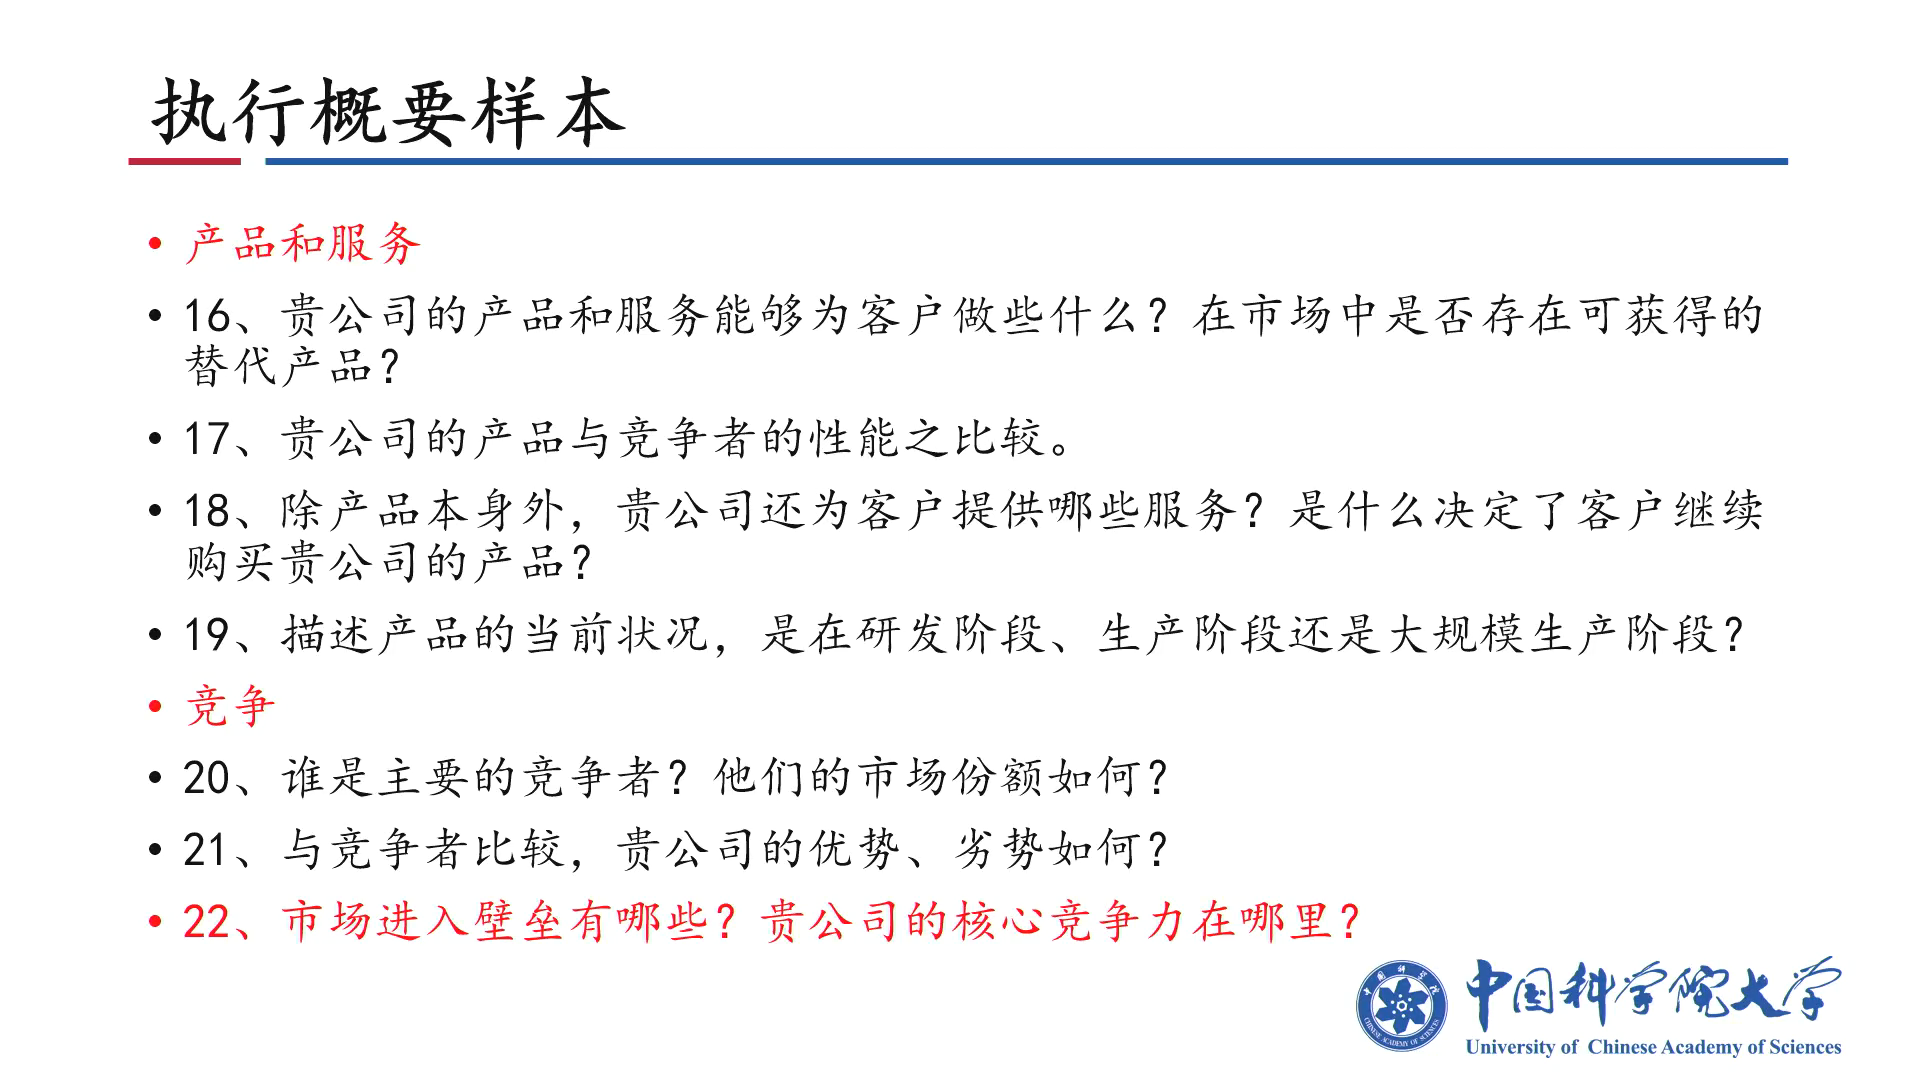 执行概要样本
• 产品和服务
• 16、贵公司的产品和服务能够为客户做些什么？在市场中是否存在可获得的
替代产品？
• 17、贵公司的产品与竞争者的性能之比较。
• 18、除产品本身外，贵公司还为客户提供哪些服务？是什么决定了客户继续
购买贵公司的产品？
• 19、描述产品的当前状况，是在研发阶段、生产阶段还是大规模生产阶段？
• 竞争
• 20、谁是主要的竞争者？他们的市场份额如何？
• 21、与竞争者比较，贵公司的优势、劣势如何？
• 22、市场进入壁垒有哪些？贵公司的核心竞争力在哪里？
中国科学院
CHINESE ACADEMY OF SCIENCES
中国科学院大学
University of Chinese Academy of Sciences